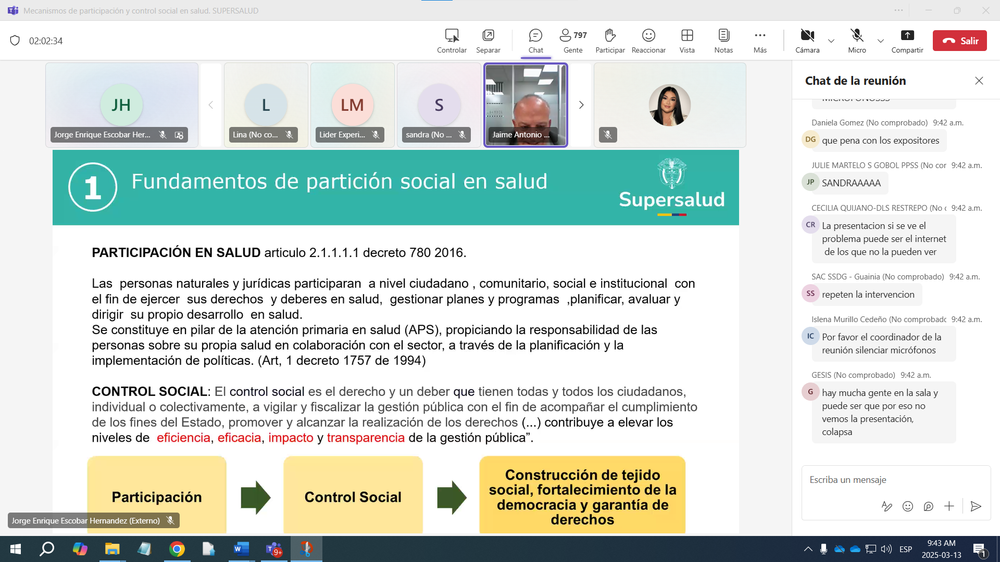 Mecanismos de participación y control social en salud. SUPERSALUD
02:02:34
Controlar
Separar
Chat
797
Gente
Participar
Reaccionar
Vista
Notas
Más
Cámara
Micro
Compartir
Salir
JH
Jorge Enrique Escobar Her...
L
Lina (No co...
LM
Lider Experi...
S
sandra (No ...
Jaime Antonio ...
1
Fundamentos de partición social en salud
Supersalud
PARTICIPACIÓN EN SALUD articulo 2.1.1.1.1 decreto 780 2016.
Las personas naturales y jurídicas participaran a nivel ciudadano , comunitario, social e institucional con
el fin de ejercer sus derechos y deberes en salud, gestionar planes y programas ,planificar, avaluar y
dirigir su propio desarrollo en salud.
Se constituye en pilar de la atención primaria en salud (APS), propiciando la responsabilidad de las
personas sobre su propia salud en colaboración con el sector, a través de la planificación y la
implementación de políticas. (Art, 1 decreto 1757 de 1994)
CONTROL SOCIAL: El control social es el derecho y un deber que tienen todas y todos los ciudadanos,
individual o colectivamente, a vigilar y fiscalizar la gestión pública con el fin de acompañar el cumplimiento
de los fines del Estado, promover y alcanzar la realización de los derechos (...) contribuye a elevar los
niveles de eficiencia, eficacia, impacto y transparencia de la gestión pública”.
Participación
Control Social
Construcción de tejido
social, fortalecimiento de la
democracia y garantía de
derechos
Jorge Enrique Escobar Hernandez (Externo)
Chat de la reunión
Daniela Gomez (No comprobado) 9:42 a.m.
DG
que pena con los expositores
JULIE MARTELO S GOBOL PPSS (No cor 9:42 a.m.
JP
SANDRAAAAA
CECILIA QUIJANO-DLS RESTREPO (No c 9:42 a.m.
CR
La presentacion si se ve el
problema puede ser el internet
de los que no la pueden ver
SAC SSDG - Guainia (No comprobado) 9:42 a.m.
SS
repeten la intervencion
Islena Murillo Cedeño (No comprobadc 9:42 a.m.
IC
Por favor el coordinador de la
reunión silenciar micrófonos
GESIS (No comprobado) 9:42 a.m.
G
hay mucha gente en la sala y
puede ser que por eso no
vemos la presentación,
colapsa
Escriba un mensaje
9+
ESP
9:43 AM
2025-03-13
1